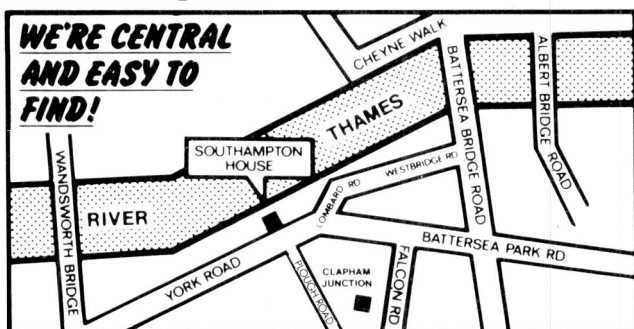 WE'RE CENTRAL
AND EASY TO
FIND!
CHEYNE WALK
BATTERSEA BRIDGE ROAD
ALBERT BRIDGE ROAD
THAMES
SOUTHAMPTON
HOUSE
WANDSWORTH BRIDGE
RIVER
LOMBARD RD
WESTBRIDGE RD
YORK ROAD
PLOUGH ROAD
CLAPHAM
JUNCTION
FALCON RD
BATTERSEA PARK RD